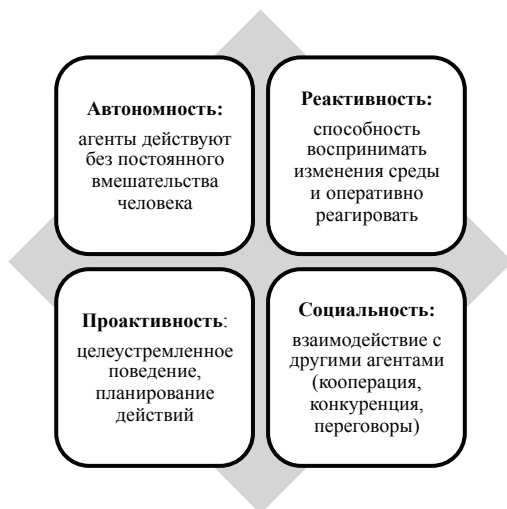 Автономность:
агенты действуют
без постоянного
вмешательства
человека
Реактивность:
способность
воспринимать
изменения среды
и оперативно
реагировать
Проактивность:
целеустремленное
поведение,
планирование
действий
Социальность:
взаимодействие с
другими агентами
(кооперация,
конкуренция,
переговоры)